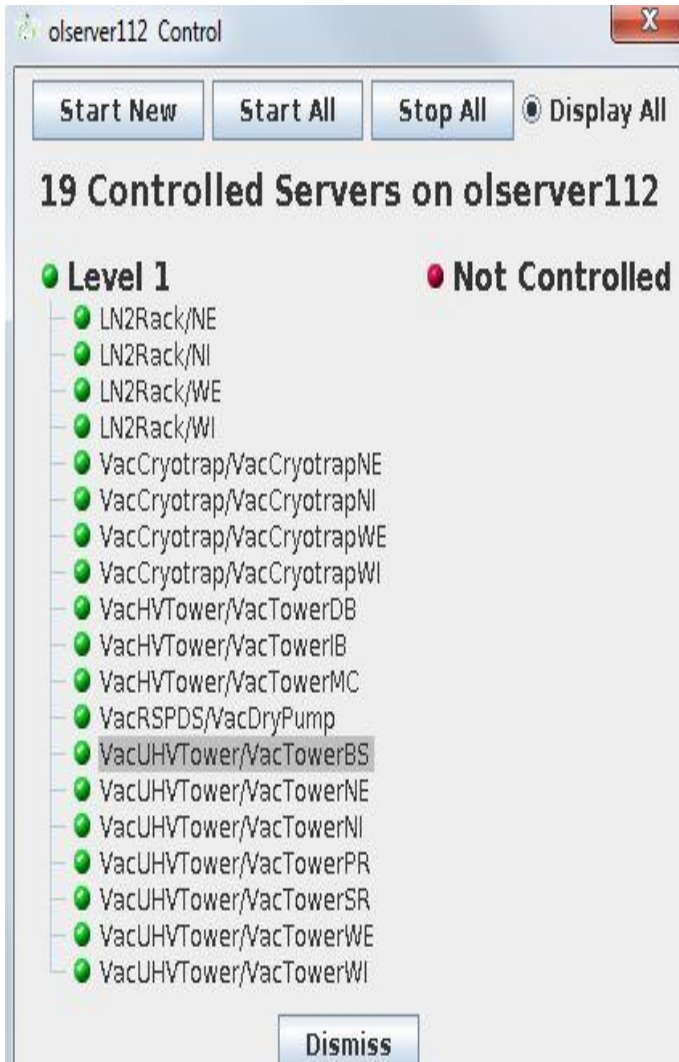 olserver112 Control
X
Start New Start All Stop All Display All
19 Controlled Servers on olserver112
Level 1 Not Controlled
LN2Rack/NE
LN2Rack/NI
LN2Rack/WE
LN2Rack/WI
VacCryotrap/VacCryotrapNE
VacCryotrap/VacCryotrapNI
VacCryotrap/VacCryotrapWE
VacCryotrap/VacCryotrapWI
VacHVTower/VacTowerDB
VacHVTower/VacTowerIB
VacHVTower/VacTowerMC
VacRSPDS/VacDryPump
VacUHVTower/VacTowerBS
VacUHVTower/VacTowerNE
VacUHVTower/VacTowerNI
VacUHVTower/VacTowerPR
VacUHVTower/VacTowerSR
VacUHVTower/VacTowerWE
VacUHVTower/VacTowerWI
Dismiss